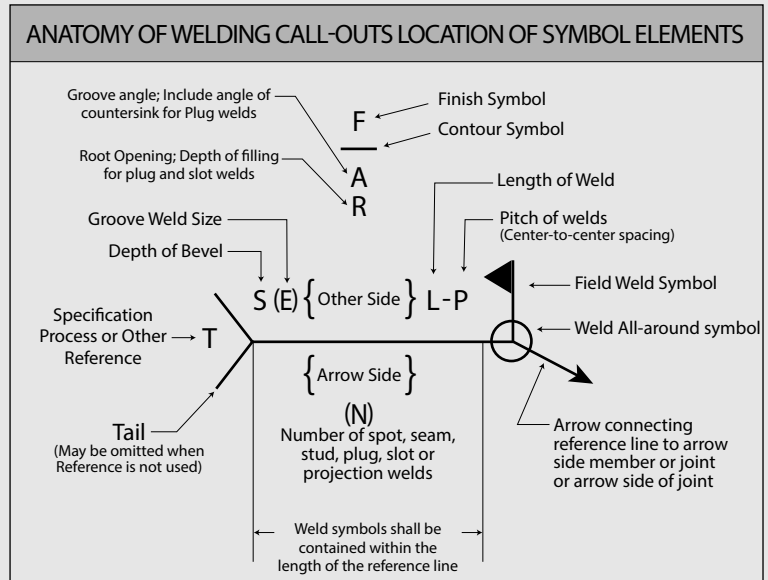 ANATOMY OF WELDING CALL-OUTS LOCATION OF SYMBOL ELEMENTS
Groove angle; Include angle of
countersink for Plug welds
F
Finish Symbol
Contour Symbol
Root Opening; Depth of filling
for plug and slot welds
A
R
Length of Weld
Groove Weld Size
Pitch of welds
(Center-to-center spacing)
Depth of Bevel
S (E) { Other Side } L - P
Field Weld Symbol
Specification
Process or Other
Reference
T
Weld All-around symbol
{ Arrow Side }
(N)
Number of spot, seam,
stud, plug, slot or
projection welds
Tail
(May be omitted when
Reference is not used)
Arrow connecting
reference line to arrow
side member or joint
or arrow side of joint
Weld symbols shall be
contained within the
length of the reference line